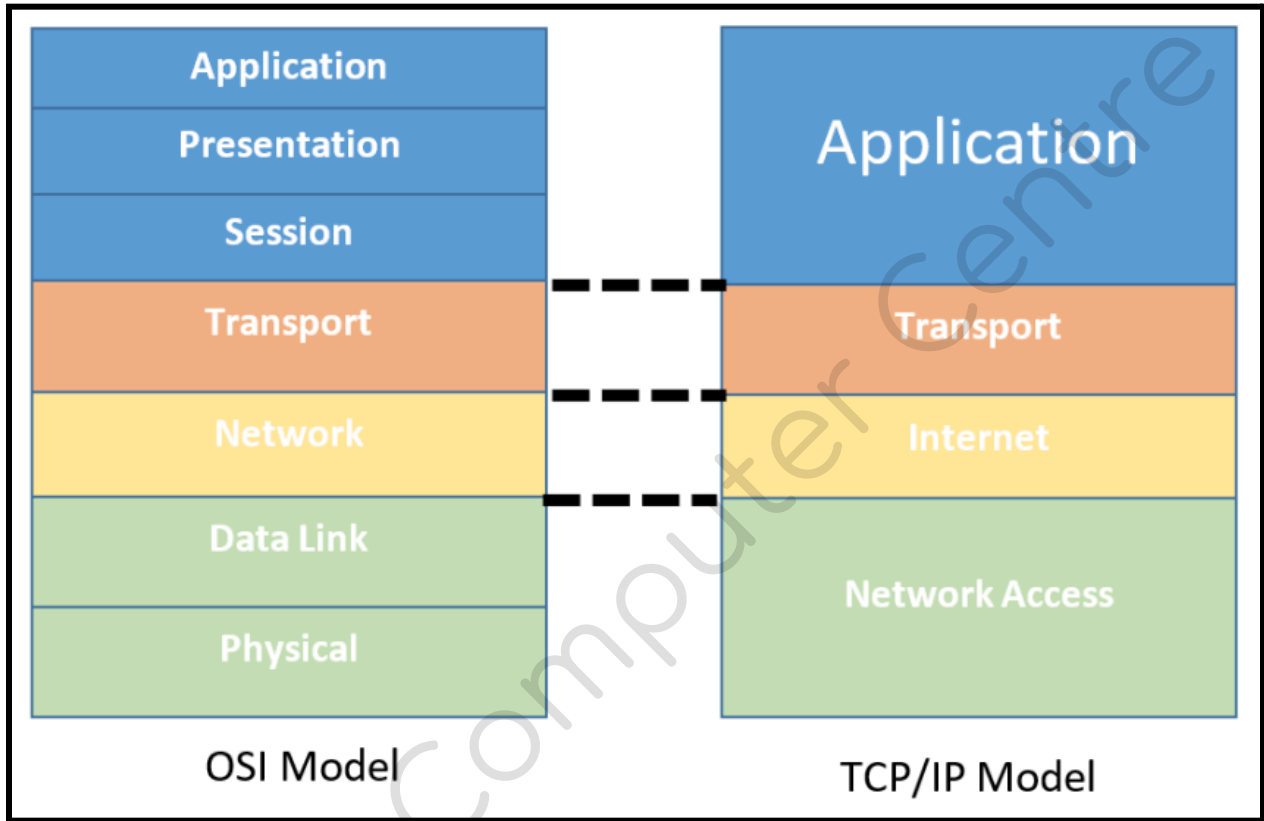 Application
Presentation
Session
Transport
Network
Data Link
Physical
OSI Model
Application
Transport
Internet
Network Access
TCP/IP Model
Computer Centre